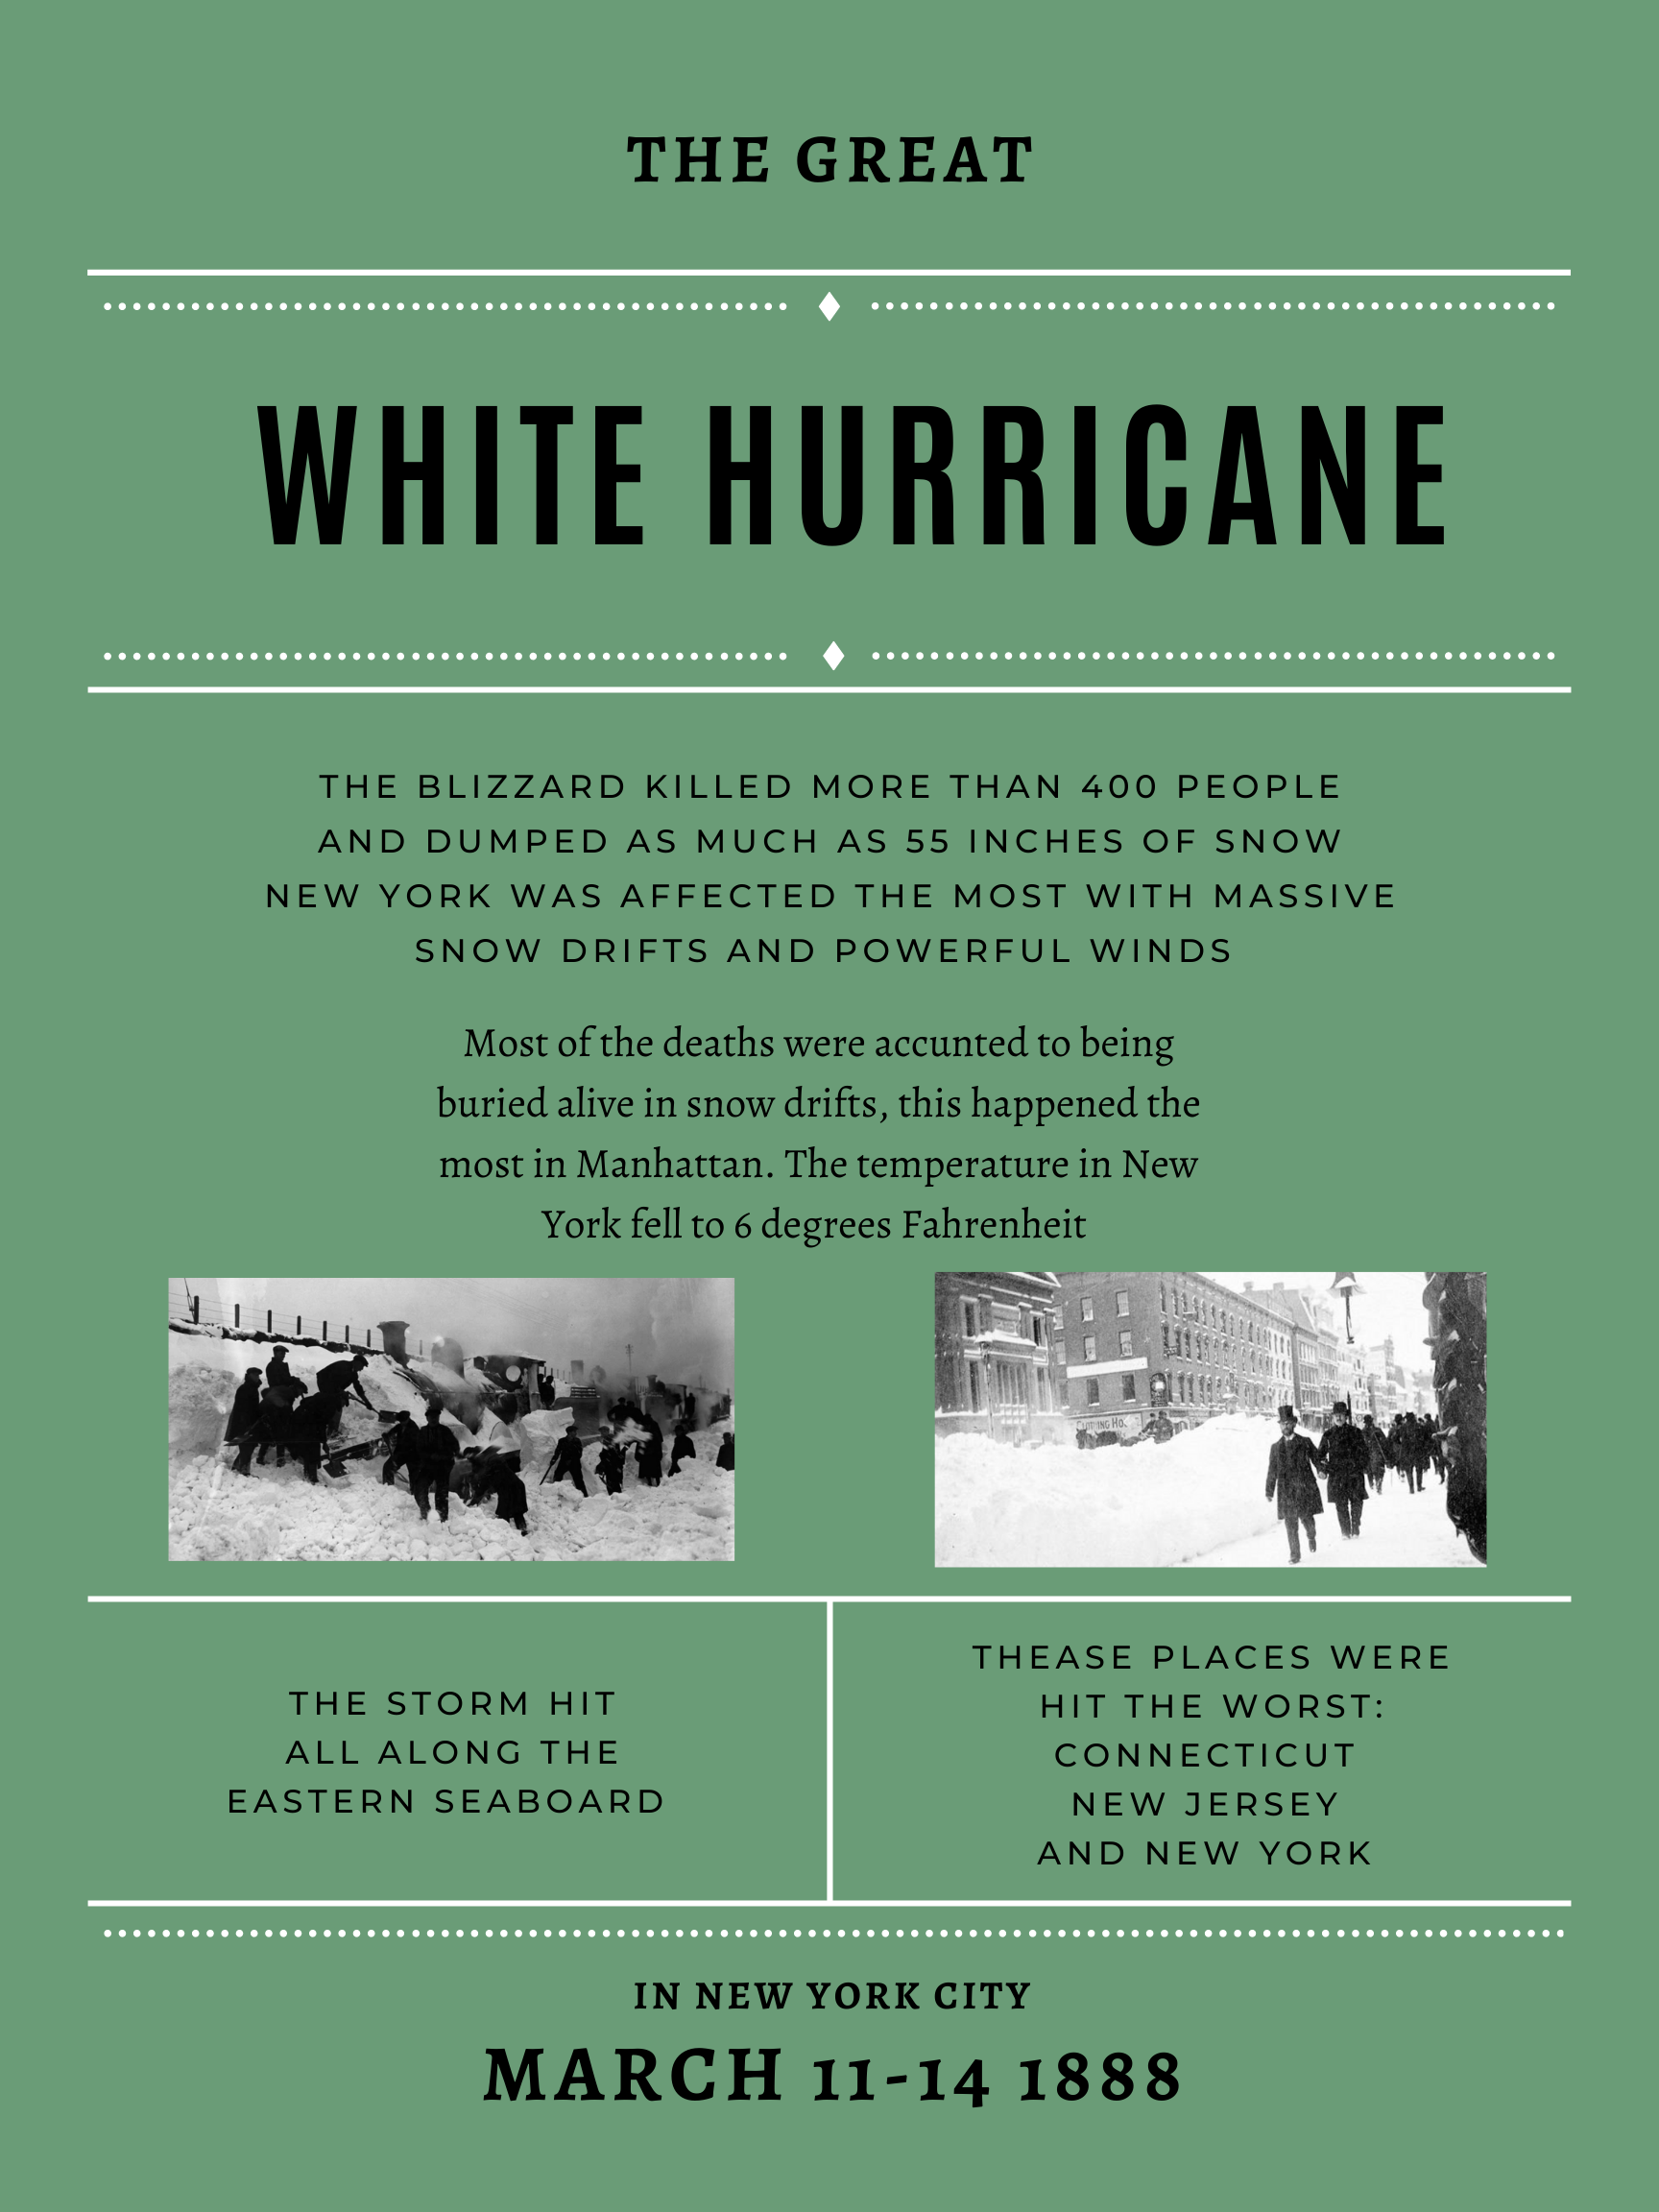 THE GREAT
WHITE HURRICANE
THE BLIZZARD KILLED MORE THAN 400 PEOPLE
AND DUMPED AS MUCH AS 55 INCHES OF SNOW
NEW YORK WAS AFFECTED THE MOST WITH MASSIVE
SNOW DRIFTS AND POWERFUL WINDS
Most of the deaths were accunted to being
buried alive in snow drifts, this happened the
most in Manhattan. The temperature in New
York fell to 6 degrees Fahrenheit
THE STORM HIT
ALL ALONG THE
EASTERN SEABOARD
THEASE PLACES WERE
HIT THE WORST:
CONNECTICUT
NEW JERSEY
AND NEW YORK
IN NEW YORK CITY
MARCH 11-14 1888